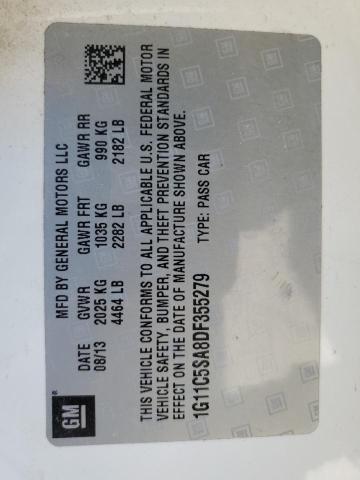 GM®
MFD BY GENERAL MOTORS LLC
DATE GVWR GAWR FRT GAWR RR
08/13 2025 KG 1035 KG 990 KG
4464 LB 2282 LB 2182 LB
THIS VEHICLE CONFORMS TO ALL APPLICABLE U.S. FEDERAL MOTOR
VEHICLE SAFETY, BUMPER, AND THEFT PREVENTION STANDARDS IN
EFFECT ON THE DATE OF MANUFACTURE SHOWN ABOVE.
1G11C5SA8DF355279 TYPE: PASS CAR